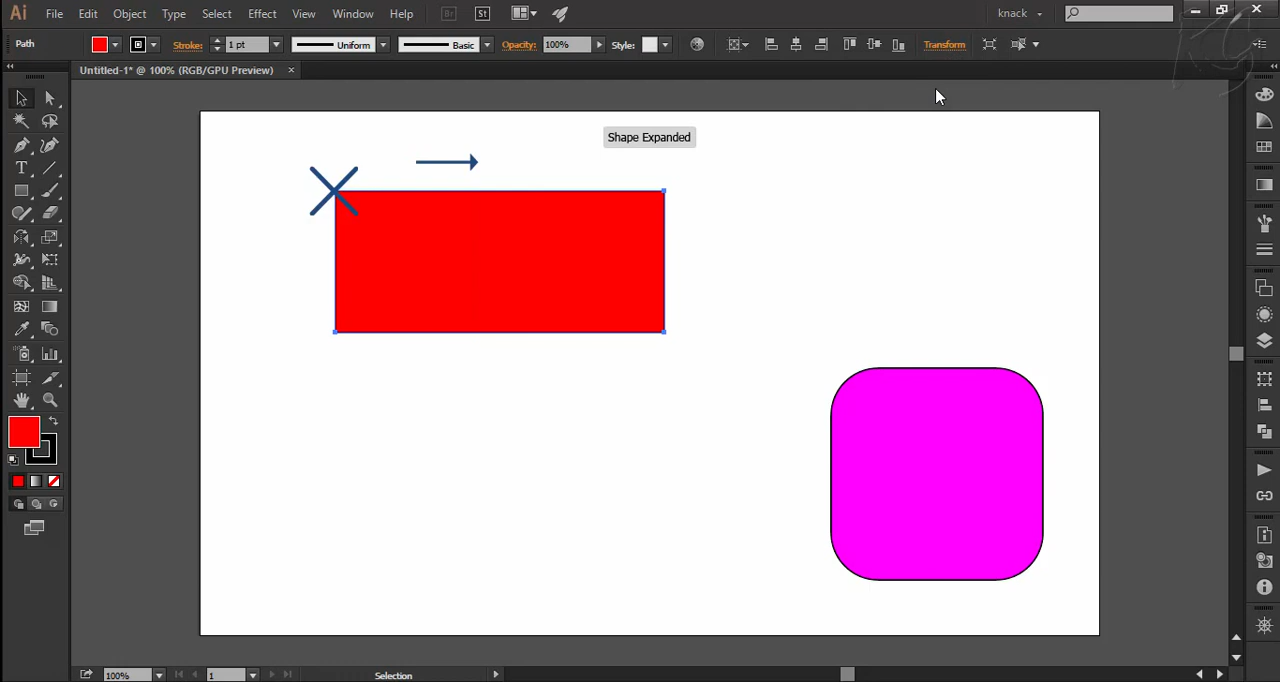 Ai File Edit Object Type Select Effect View Window Help Br St knack
Path Stroke: 1 pt Uniform Basic Opacity: 100% Style: Transform
Untitled-1* @ 100% (RGB/GPU Preview) ×
Shape Expanded
T
100% 1 Selection